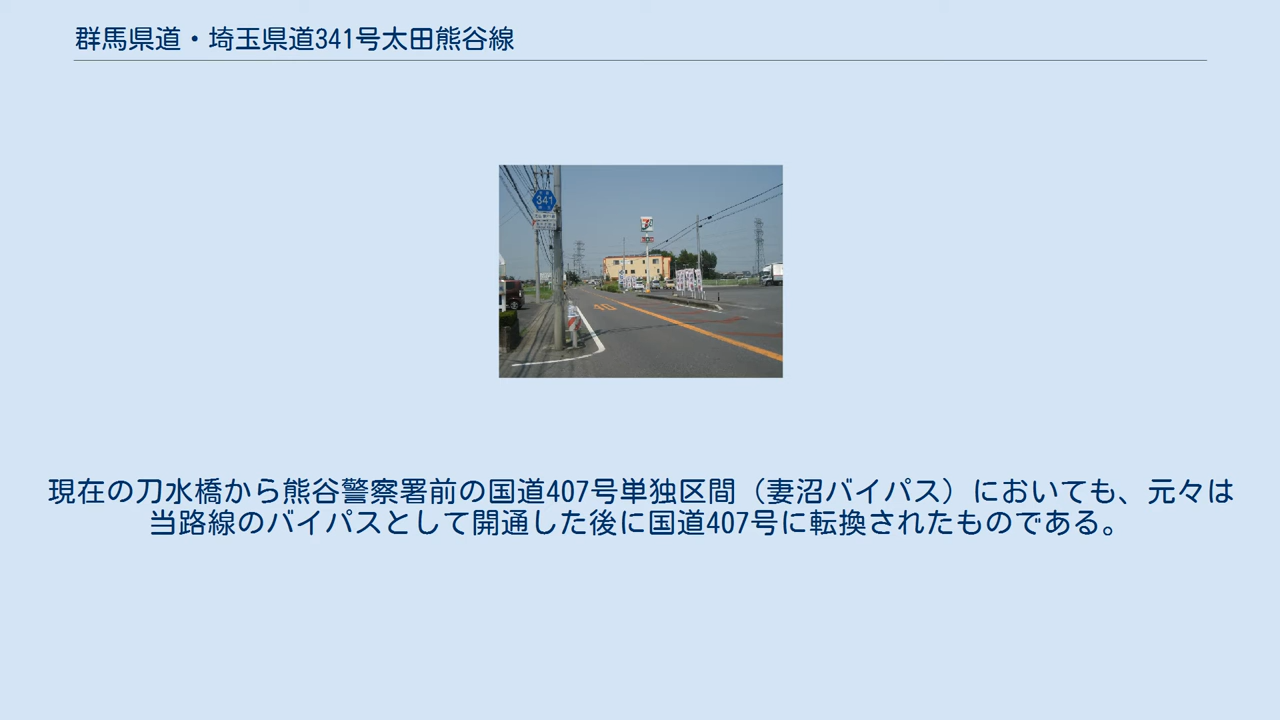 群馬県道・埼玉県道341号太田熊谷線
341
40
現在の刀水橋から熊谷警察署前の国道407号単独区間（妻沼バイパス）においても、元々は
当路線のバイパスとして開通した後に国道407号に転換されたものである。